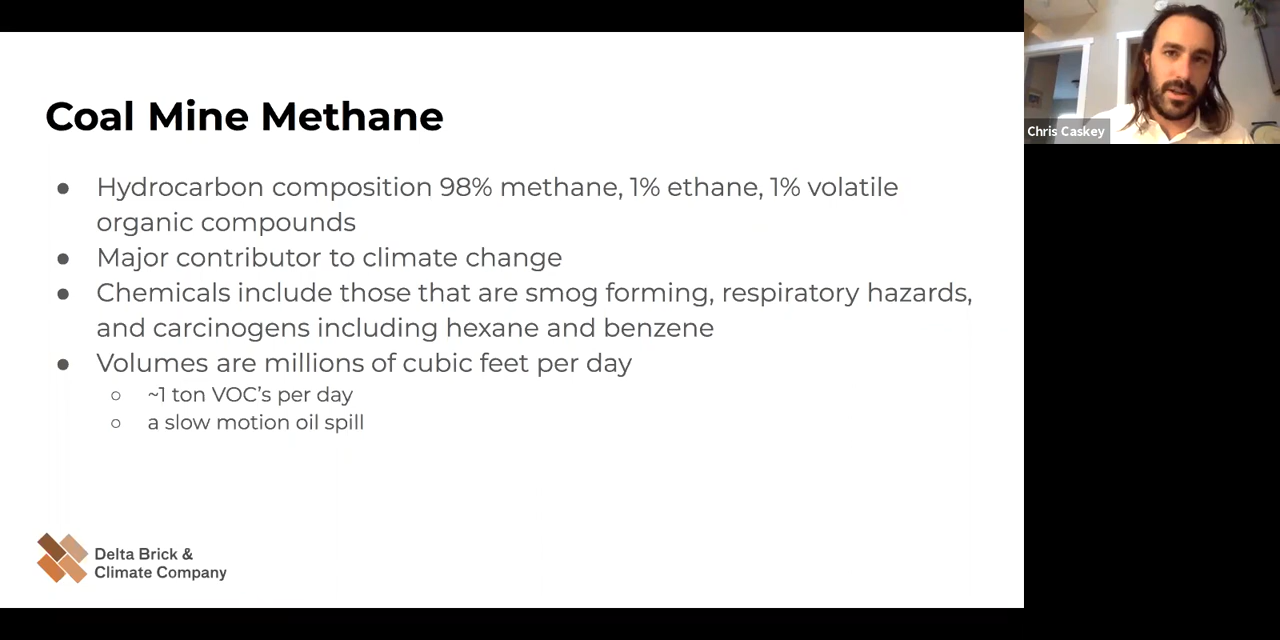 Coal Mine Methane
● Hydrocarbon composition 98% methane, 1% ethane, 1% volatile
organic compounds
● Major contributor to climate change
● Chemicals include those that are smog forming, respiratory hazards,
and carcinogens including hexane and benzene
● Volumes are millions of cubic feet per day
○ ~1 ton VOC’s per day
○ a slow motion oil spill
Delta Brick &
Climate Company
Chris Caskey